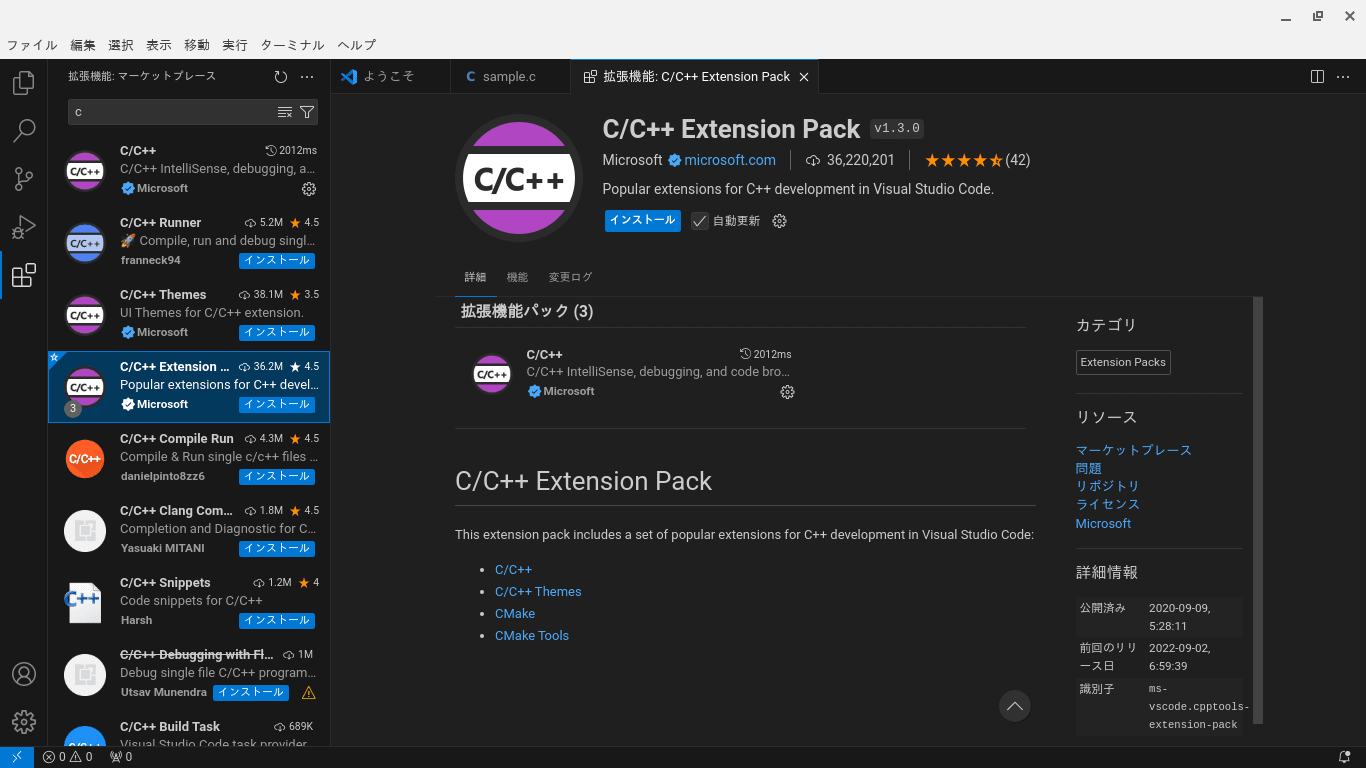 ファイル 編集 選択 表示 移動 実行 ターミナル ヘルプ
拡張機能: マーケットプレース
c
C/C++ 2012ms
C/C++ IntelliSense, debugging, a...
Microsoft
C/C++ Runner 5.2M 4.5
🚀 Compile, run and debug singl...
franneck94 インストール
C/C++ Themes 38.1M 3.5
UI Themes for C/C++ extension.
Microsoft インストール
C/C++ Extension ... 36.2M 4.5
Popular extensions for C++ devel...
3 Microsoft インストール
C/C++ Compile Run 4.3M 4.5
Compile & Run single c/c++ files ...
danielpinto8zz6 インストール
C/C++ Clang Com... 1.8M 4.5
Completion and Diagnostic for C...
Yasuaki MITANI インストール
C/C++ Snippets 1.2M 4
Code snippets for C/C++
Harsh インストール
C/C++ Debugging with Fl... 1M
Debug single file C/C++ program...
Utsav Munendra インストール
C/C++ Build Task 689K
Visual Studio Code task provider
ようこそ
C sample.c
拡張機能: C/C++ Extension Pack
C/C++
C/C++ Extension Pack v1.3.0
Microsoft microsoft.com 36,220,201 (42)
Popular extensions for C++ development in Visual Studio Code.
インストール 自動更新
詳細 機能 変更ログ
拡張機能パック (3)
C/C++ 2012ms
C/C++ IntelliSense, debugging, and code bro...
Microsoft
C/C++ Extension Pack
This extension pack includes a set of popular extensions for C++ development in Visual Studio Code:
• C/C++
• C/C++ Themes
• CMake
• CMake Tools
カテゴリ
Extension Packs
リソース
マーケットプレース
問題
リポジトリ
ライセンス
Microsoft
詳細情報
公開済み 2020-09-09, 5:28:11
前回のリリース日 2022-09-02, 6:59:39
識別子 ms-vscode.cpptools-extension-pack
0 0 0